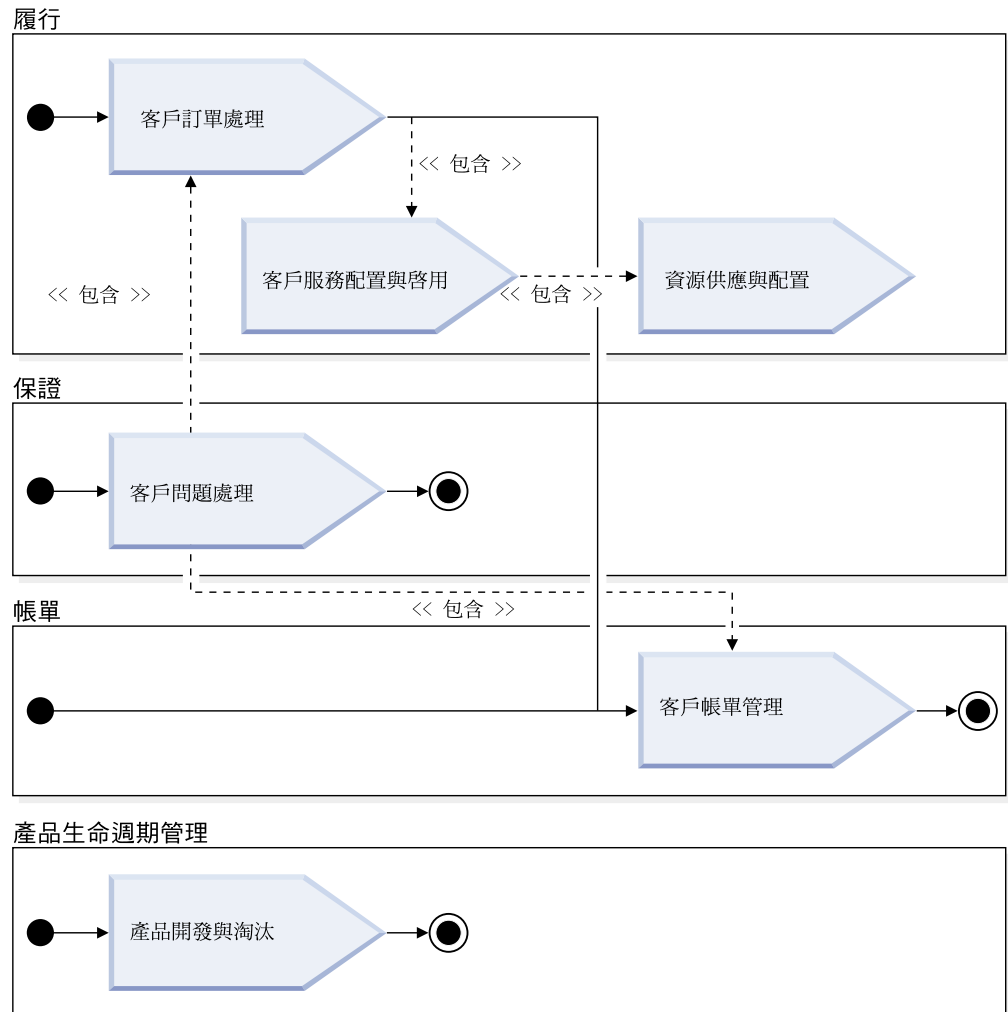 履行
客戶訂單處理
<< 包含 >>
客戶服務配置與啓用
<< 包含 >>
資源供應與配置
<< 包含 >>
保證
客戶問題處理
<< 包含 >>
帳單
客戶帳單管理
產品生命週期管理
產品開發與淘汰